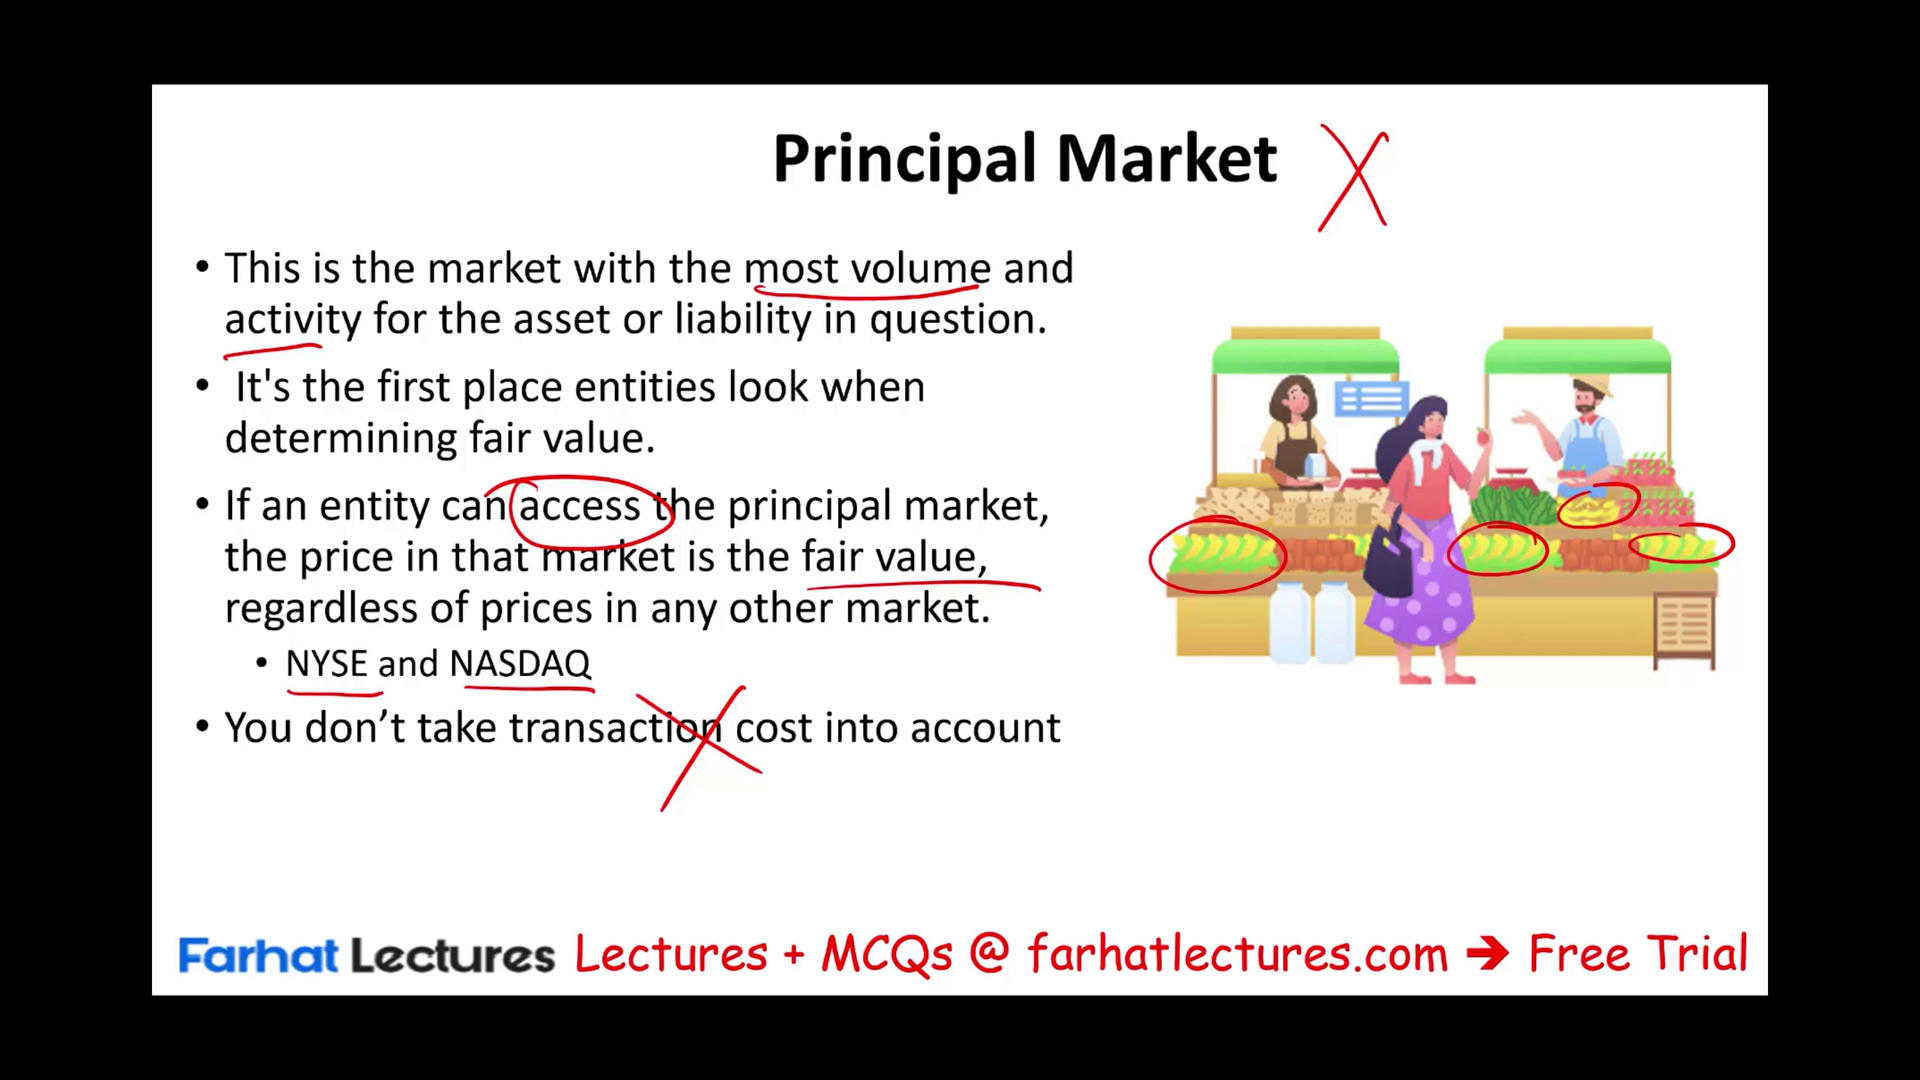 Principal Market
• This is the market with the most volume and
activity for the asset or liability in question.
• It's the first place entities look when
determining fair value.
• If an entity can access the principal market,
the price in that market is the fair value,
regardless of prices in any other market.
• NYSE and NASDAQ
• You don’t take transaction cost into account
Farhat Lectures Lectures + MCQs @ farhatlectures.com ➔ Free Trial